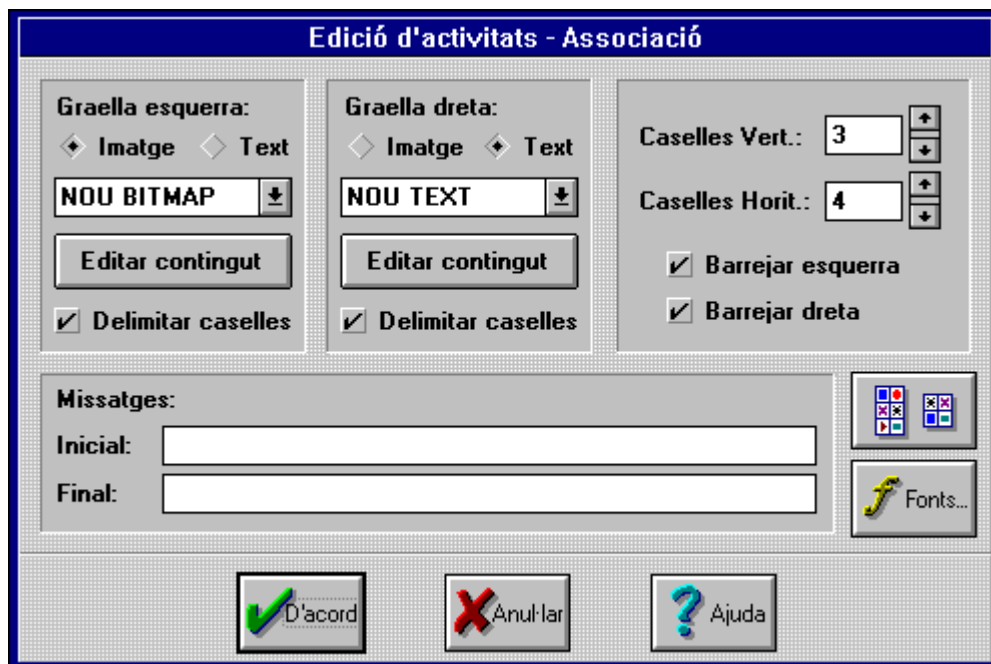 Edició d'activitats - Associació
Graella esquerra:
Imatge Text
NOU BITMAP
Editar contingut
Delimitar caselles
Graella dreta:
Imatge Text
NOU TEXT
Editar contingut
Delimitar caselles
Caselles Vert.: 3
Caselles Horit.: 4
Barrejar esquerra
Barrejar dreta
Missatges:
Inicial:
Final:
Fonts...
D'acord
Anul·lar
Ajuda